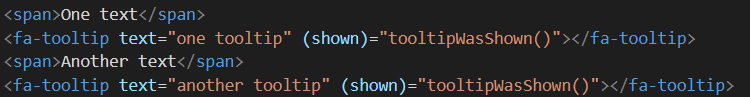 <span>One text</span>
<fa-tooltip text="one tooltip" (shown)="tooltipWasShown()"></fa-tooltip>
<span>Another text</span>
<fa-tooltip text="another tooltip" (shown)="tooltipWasShown()"></fa-tooltip>